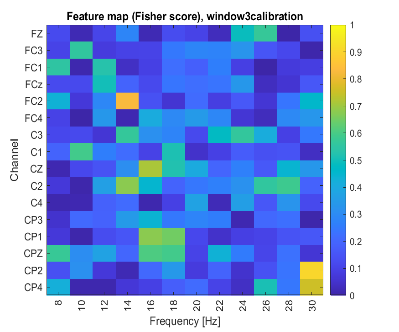 Feature map (Fisher score), window3calibration
Channel
FZ
FC3
FC1
FCz
FC2
FC4
C3
C1
CZ
C2
C4
CP3
CP1
CPZ
CP2
CP4
8 10 12 14 16 18 20 22 24 26 28 30
Frequency [Hz]
1
0.9
0.8
0.7
0.6
0.5
0.4
0.3
0.2
0.1
0